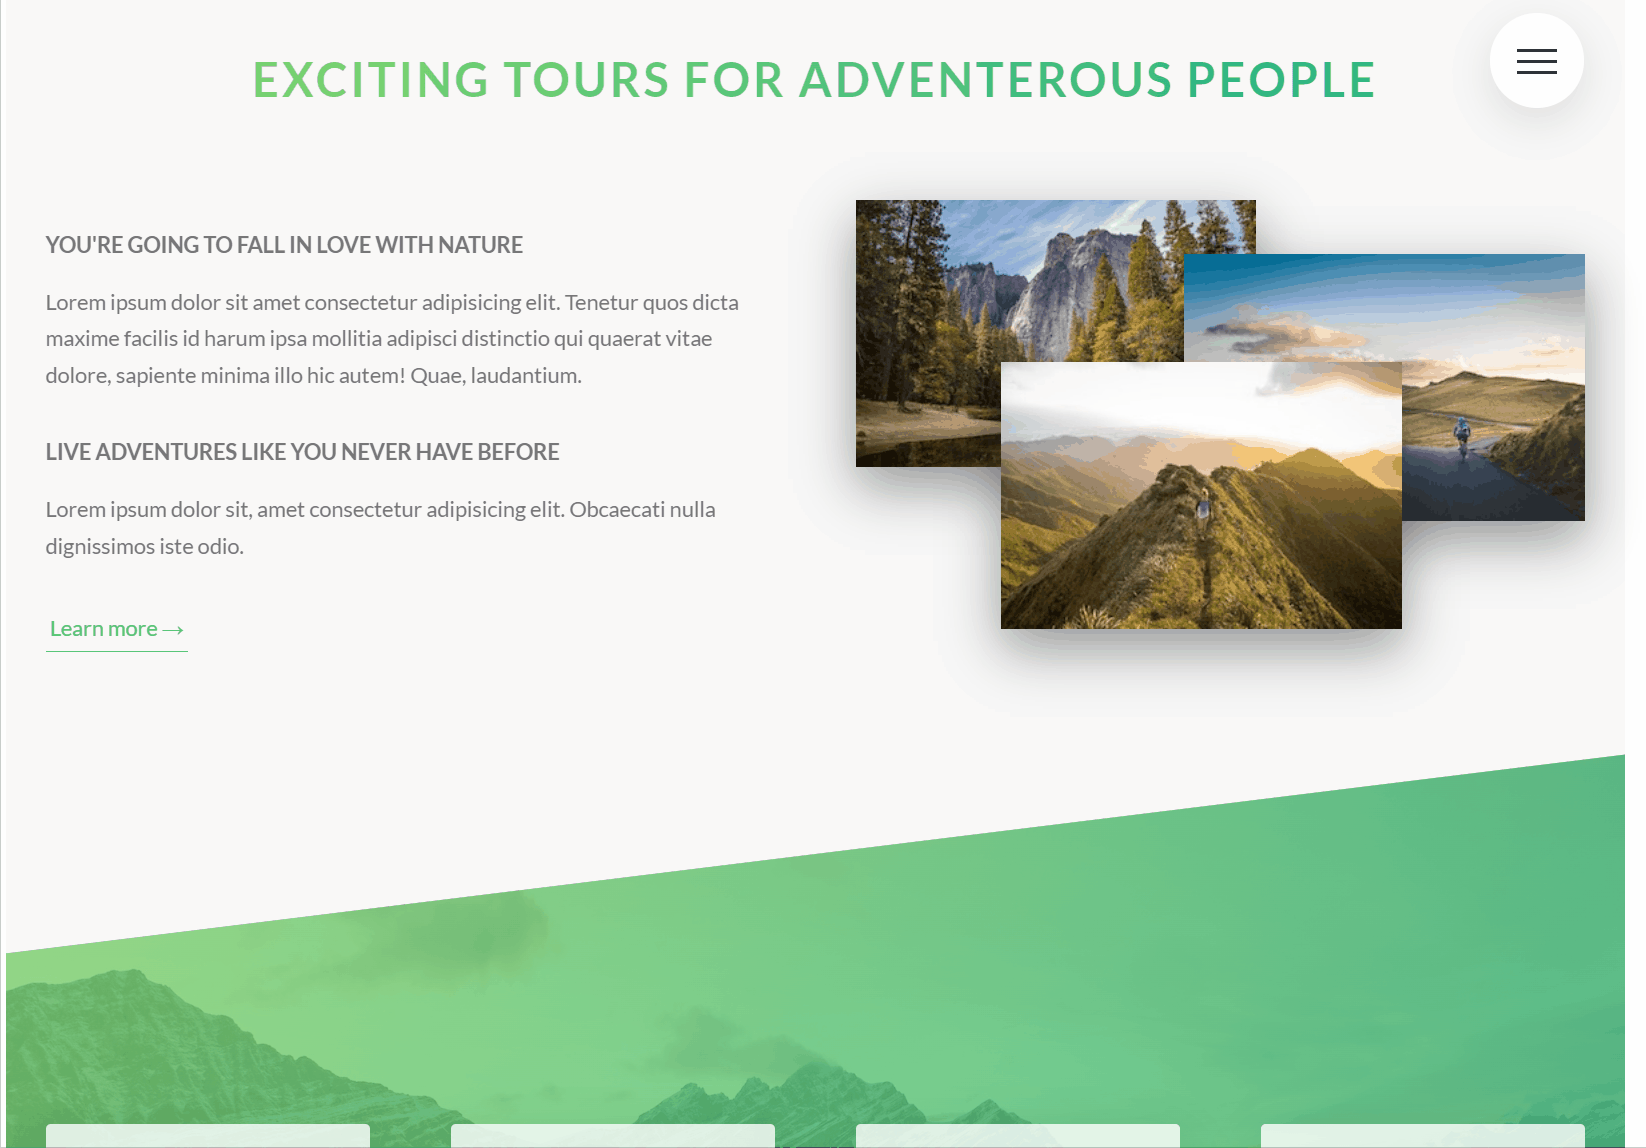 EXCITING TOURS FOR ADVENTEROUS PEOPLE
YOU'RE GOING TO FALL IN LOVE WITH NATURE
Lorem ipsum dolor sit amet consectetur adipisicing elit. Tenetur quos dicta
maxime facilis id harum ipsa mollitia adipisci distinctio qui quaerat vitae
dolore, sapiente minima illo hic autem! Quae, laudantium.
LIVE ADVENTURES LIKE YOU NEVER HAVE BEFORE
Lorem ipsum dolor sit, amet consectetur adipisicing elit. Obcaecati nulla
dignissimos iste odio.
Learn more →